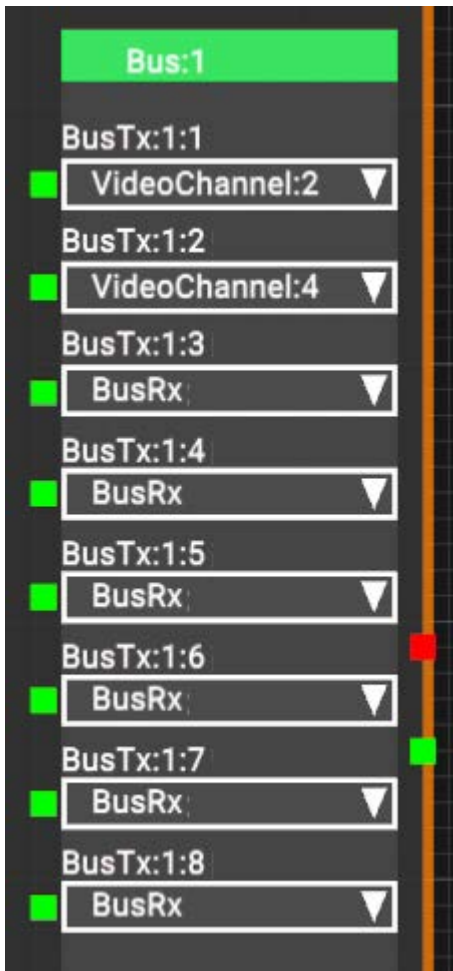 Bus:1
BusTx:1:1
VideoChannel:2
BusTx:1:2
VideoChannel:4
BusTx:1:3
BusRx
BusTx:1:4
BusRx
BusTx:1:5
BusRx
BusTx:1:6
BusRx
BusTx:1:7
BusRx
BusTx:1:8
BusRx